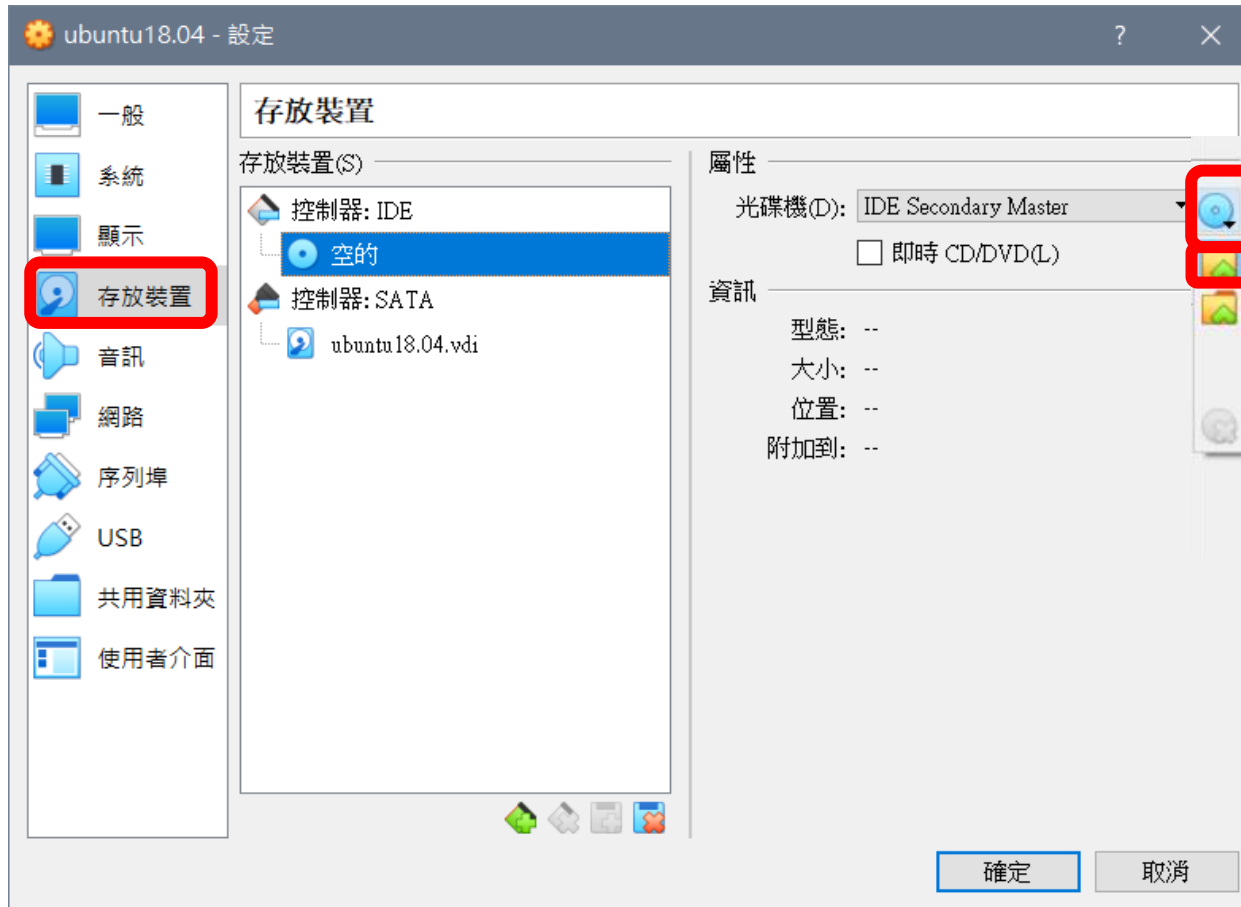 ubuntu18.04 - 設定
?
一般
系統
顯示
存放裝置
音訊
網路
序列埠
USB
共用資料夾
使用者介面
存放裝置
存放裝置(S)
控制器: IDE
空的
控制器: SATA
ubuntu18.04.vdi
屬性
光碟機(D): IDE Secondary Master
即時 CD/DVD(L)
資訊
型態: --
大小: --
位置: --
附加到: --
確定
取消